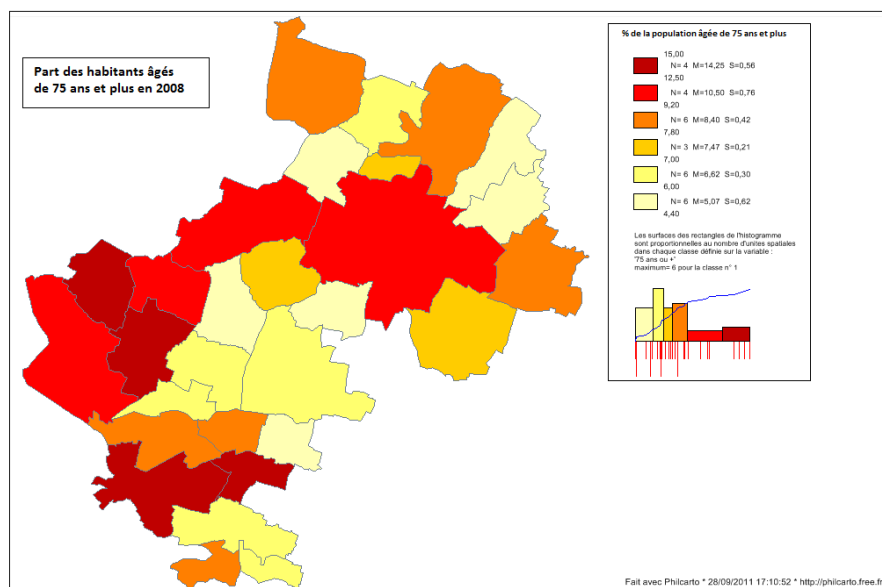 Part des habitants âgés
de 75 ans et plus en 2008
% de la population âgée de 75 ans et plus
15,00
N= 4 M=14,25 S=0,56
12,50
N= 4 M=10,50 S=0,76
9,20
N= 6 M=8,40 S=0,42
7,80
N= 3 M=7,47 S=0,21
7,00
N= 6 M=6,62 S=0,30
6,00
N= 6 M=5,07 S=0,62
4,40
Les surfaces des rectangles de l'histogramme
sont proportionnelles au nombre d'unites spatiales
dans chaque classe définie sur la variable :
'75 ans ou +'
maximum= 6 pour la classe n° 1
Fait avec Philcarto * 28/09/2011 17:10:52 * http://philcarto.free.fr